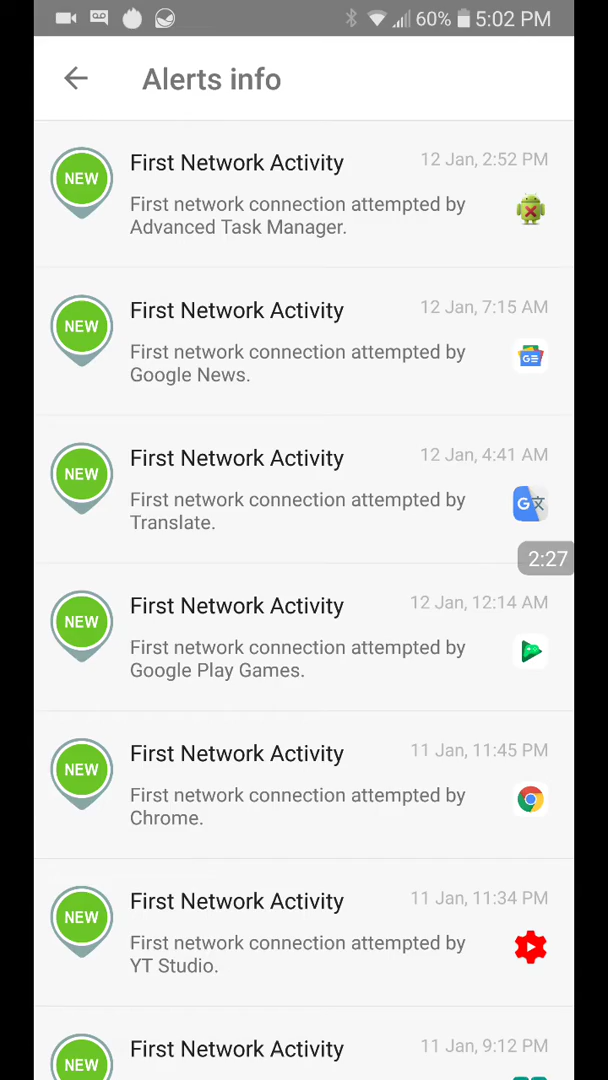 60% 5:02 PM
Alerts info
NEW
First Network Activity
12 Jan, 2:52 PM
First network connection attempted by
Advanced Task Manager.
NEW
First Network Activity
12 Jan, 7:15 AM
First network connection attempted by
Google News.
GE
NEW
First Network Activity
12 Jan, 4:41 AM
First network connection attempted by
Translate.
G文
2:27
NEW
First Network Activity
12 Jan, 12:14 AM
First network connection attempted by
Google Play Games.
NEW
First Network Activity
11 Jan, 11:45 PM
First network connection attempted by
Chrome.
NEW
First Network Activity
11 Jan, 11:34 PM
First network connection attempted by
YT Studio.
NEW
First Network Activity
11 Jan, 9:12 PM